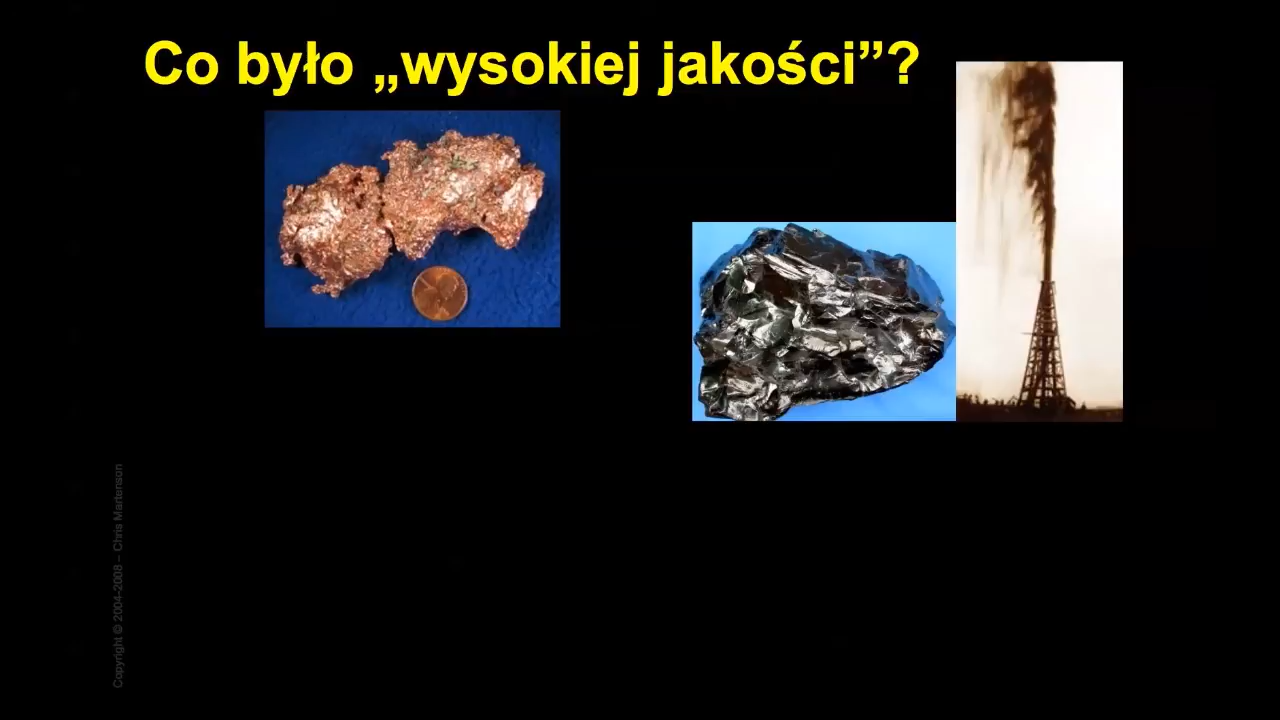 Co było „wysokiej jakości”?
Copyright © 2004-2008 – Chris Martenson